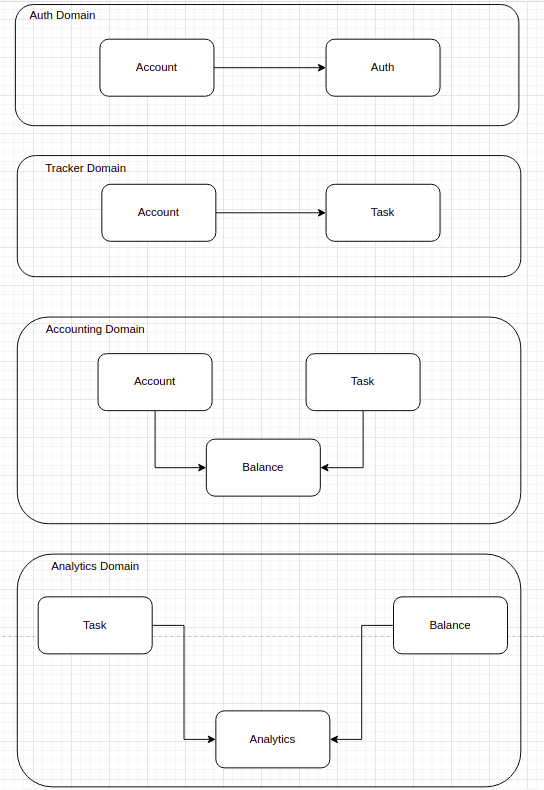 Auth Domain
Account
Auth
Tracker Domain
Account
Task
Accounting Domain
Account
Task
Balance
Analytics Domain
Task
Balance
Analytics